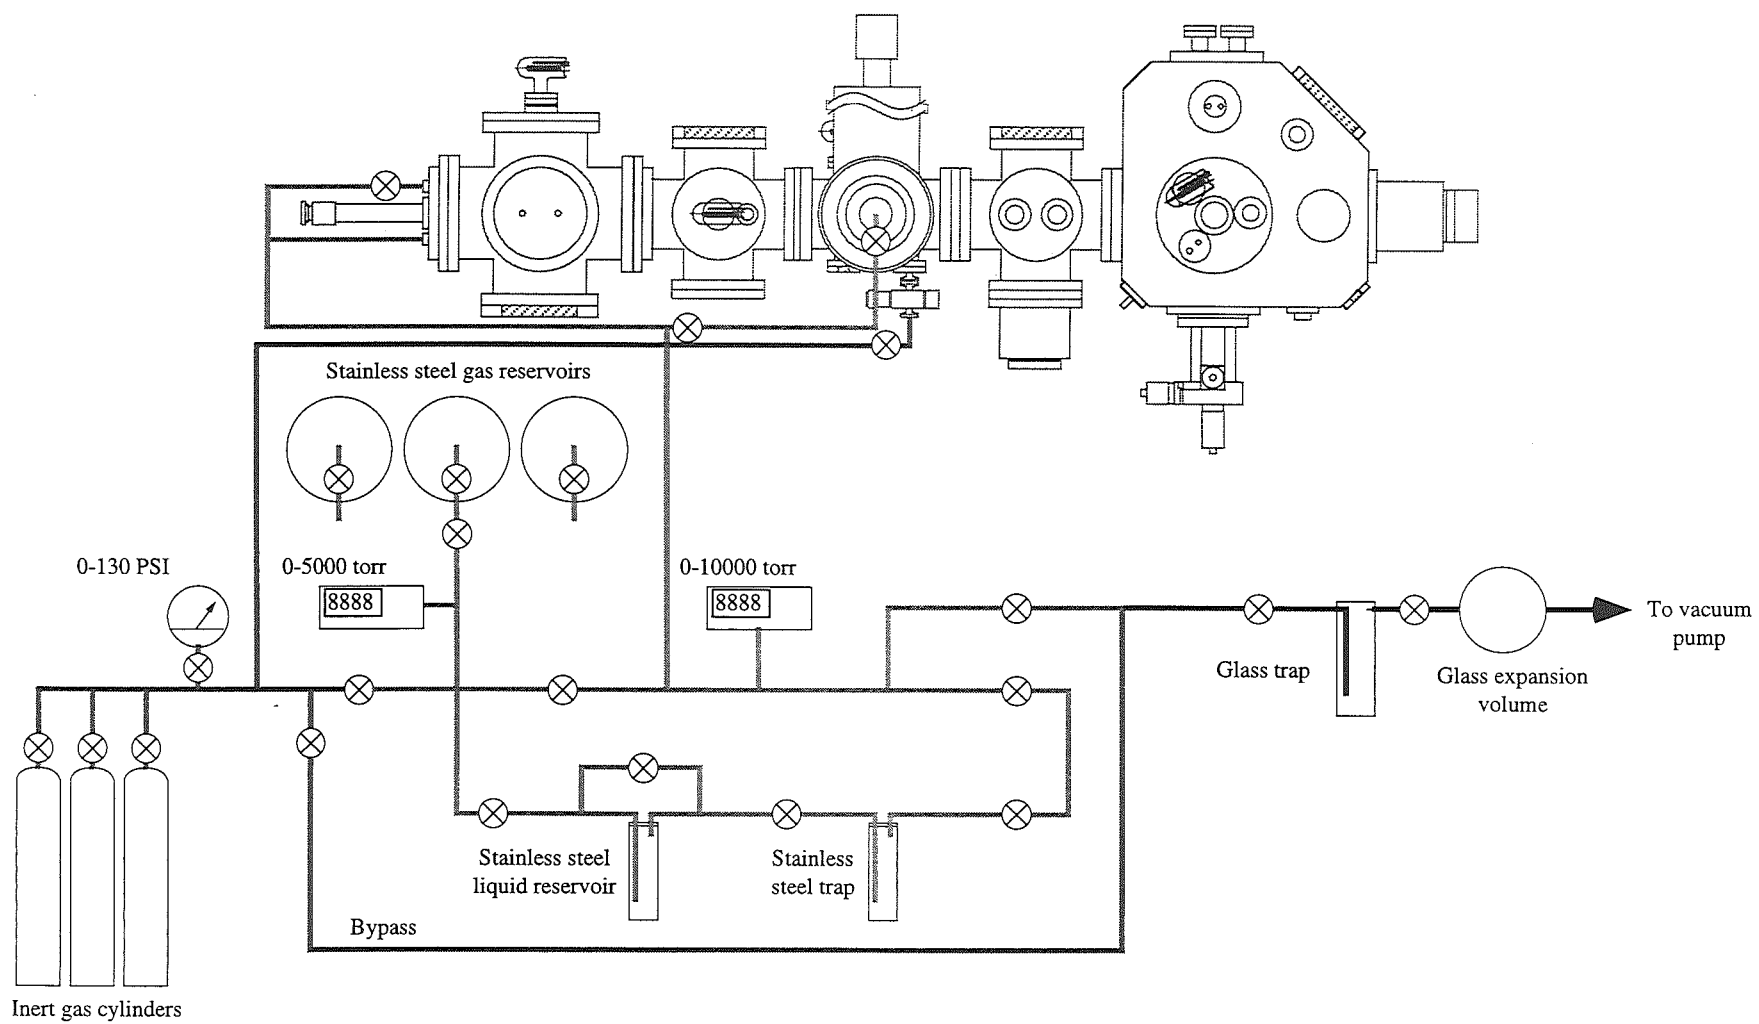 Stainless steel gas reservoirs
0-130 PSI
0-5000 torr
0-10000 torr
8888
8888
To vacuum
pump
Glass trap
Glass expansion
volume
Stainless steel
liquid reservoir
Stainless
steel trap
Bypass
Inert gas cylinders